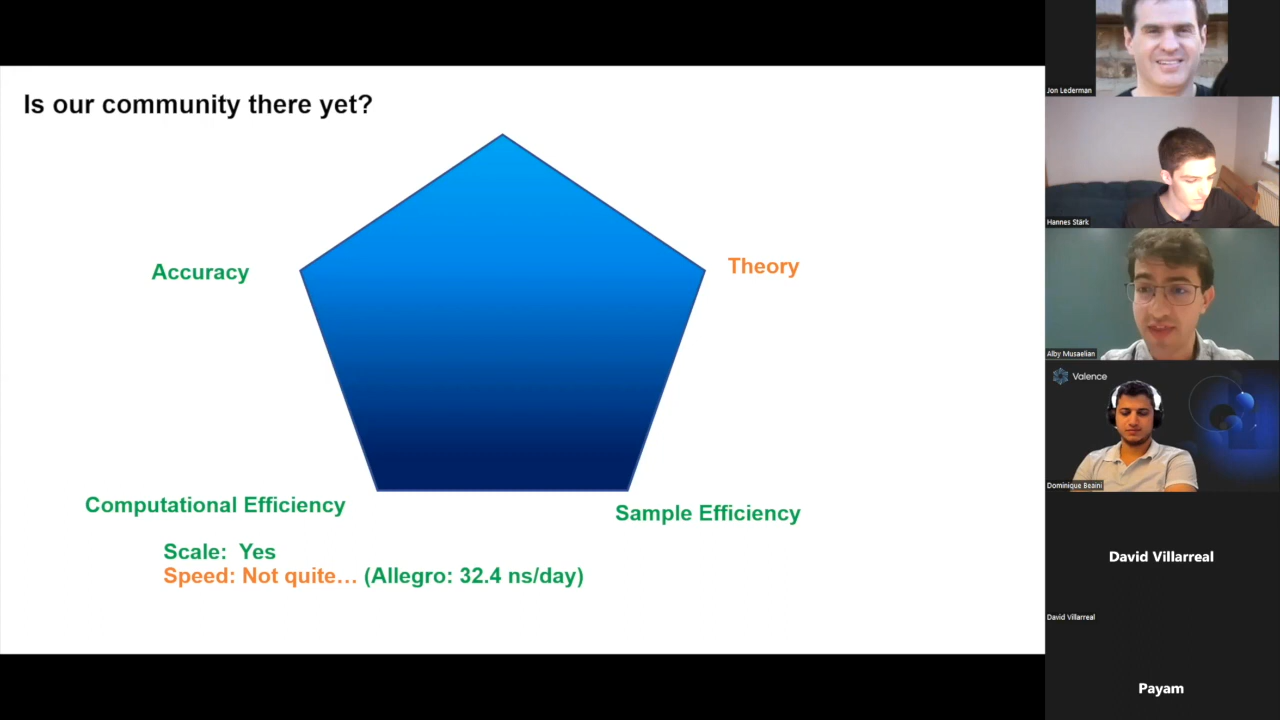 Is our community there yet?
Accuracy
Theory
Computational Efficiency
Sample Efficiency
Scale: Yes
Speed: Not quite… (Allegro: 32.4 ns/day)
Jon Lederman
Hannes Stärk
Alby Musaelian
Valence
Dominique Beaini
David Villarreal
David Villarreal
Payam